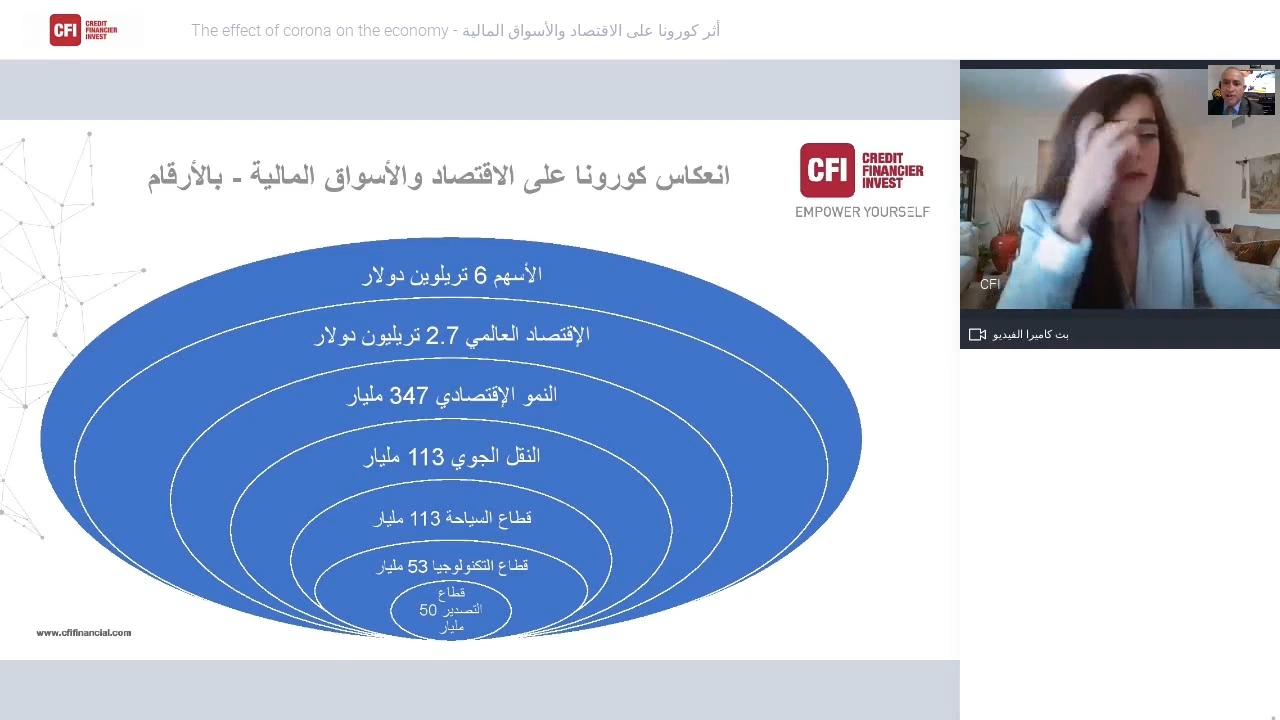 CFI CREDIT FINANCIER INVEST
The effect of corona on the economy - أثر كورونا على الاقتصاد والأسواق المالية
انعكاس كورونا على الاقتصاد والأسواق المالية - بالأرقام
CFI CREDIT FINANCIER INVEST
EMPOWER YOURSELF
الأسهم 6 تريلوين دولار
الإقتصاد العالمي 2.7 تريليون دولار
النمو الإقتصادي 347 مليار
النقل الجوي 113 مليار
قطاع السياحة 113 مليار
قطاع التكنولوجيا 53 مليار
قطاع
التصدير 50
مليار
www.cfifinancial.com
CFI
بث كاميرا الفيديو